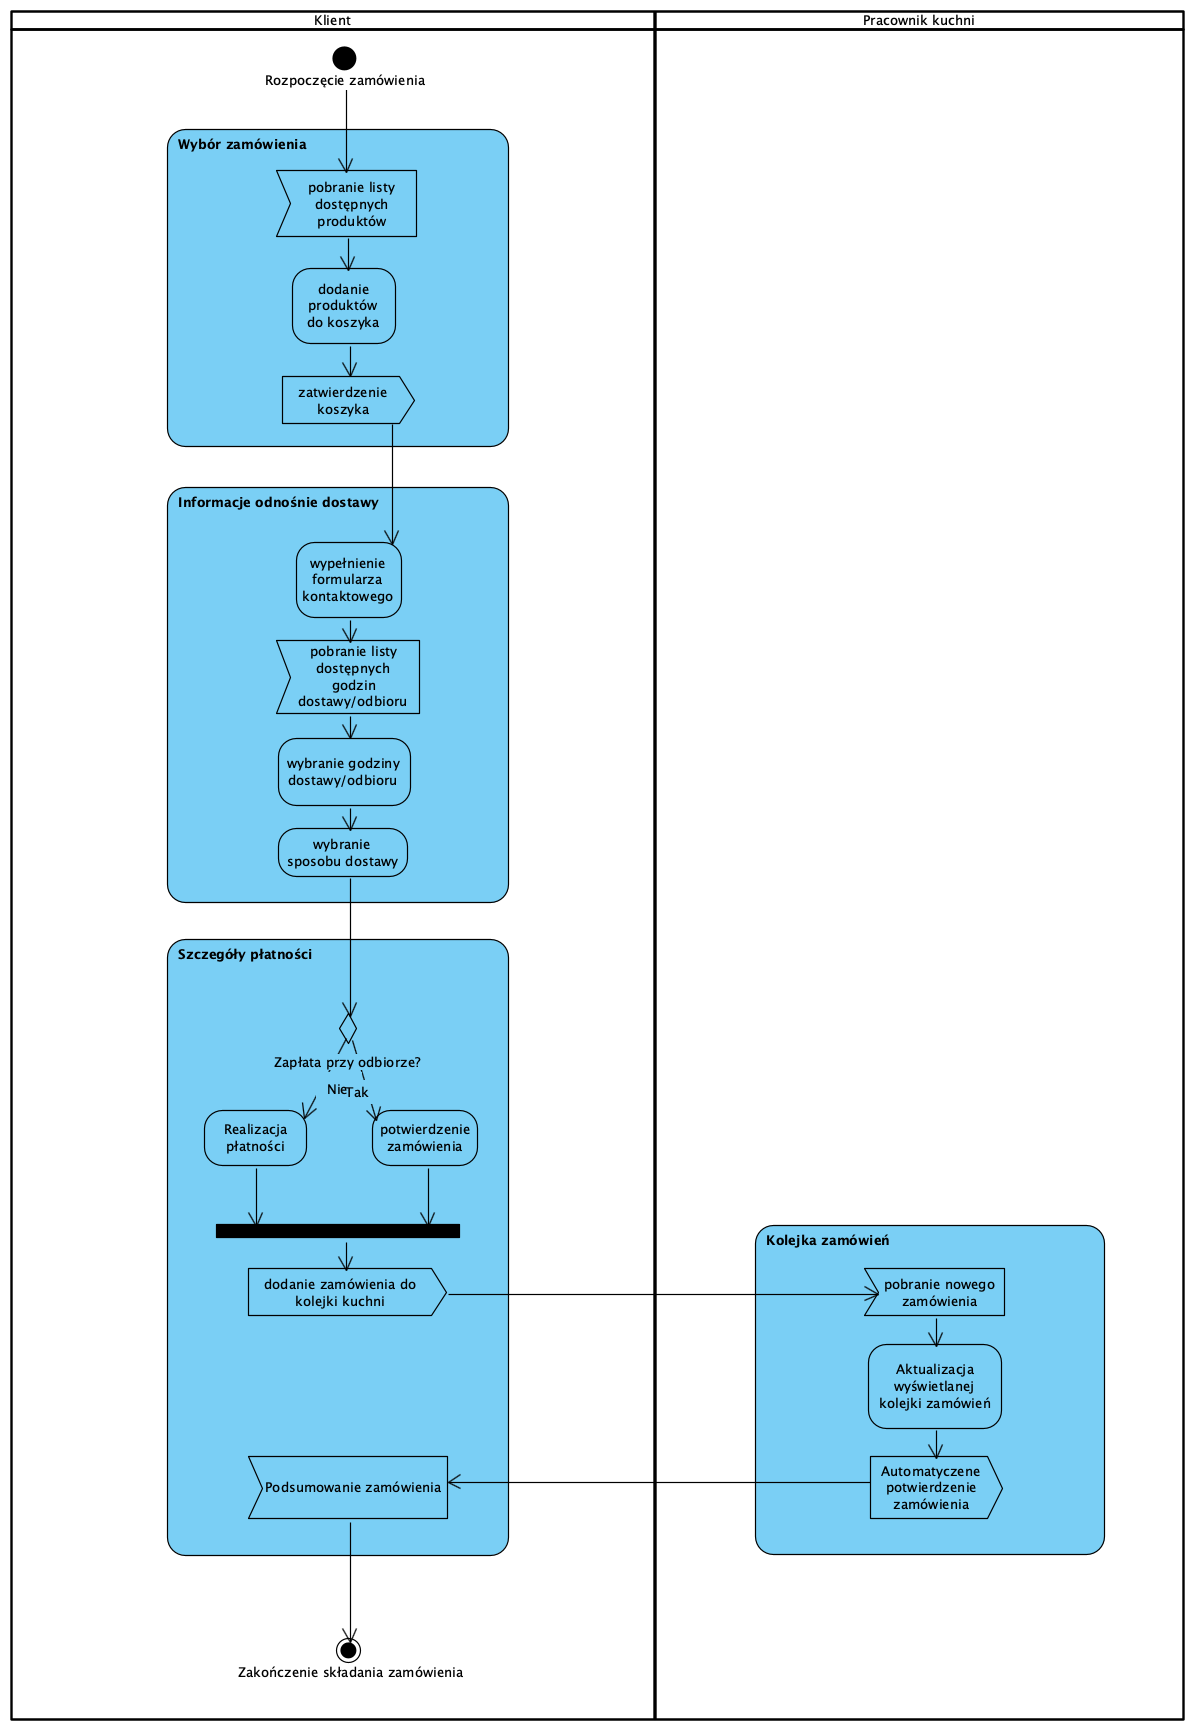 Klient
Pracownik kuchni
Rozpoczęcie zamówienia
Wybór zamówienia
pobranie listy
dostępnych
produktów
dodanie
produktów
do koszyka
zatwierdzenie
koszyka
Informacje odnośnie dostawy
wypełnienie
formularza
kontaktowego
pobranie listy
dostępnych
godzin
dostawy/odbioru
wybranie godziny
dostawy/odbioru
wybranie
sposobu dostawy
Szczegóły płatności
Zapłata przy odbiorze?
Nie
Tak
Realizacja
płatności
potwierdzenie
zamówienia
dodanie zamówienia do
kolejki kuchni
Kolejka zamówień
pobranie nowego
zamówienia
Aktualizacja
wyświetlanej
kolejki zamówień
Automatyczene
potwierdzenie
zamówienia
Podsumowanie zamówienia
Zakończenie składania zamówienia